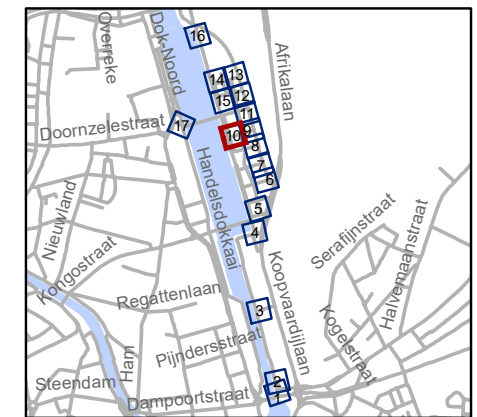 Overreke
Dok-Noord
16
Afrikalaan
14
13
15
12
11
Doornzelestraat
17
10
9
8
7
6
Handelsdokkaai
Nieuwland
5
4
Kongostraat
Koopvaardijlaan
Serafijnstraat
Halvemaanstraat
Regattenlaan
3
Kogelstraat
Ham
Pijndersstraat
Steendam
2
1
Dampoortstraat